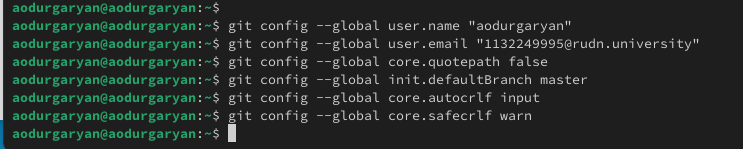 aodurgaryan@aodurgaryan:~$
aodurgaryan@aodurgaryan:~$ git config --global user.name "aodurgaryan"
aodurgaryan@aodurgaryan:~$ git config --global user.email "1132249995@rudn.university"
aodurgaryan@aodurgaryan:~$ git config --global core.quotepath false
aodurgaryan@aodurgaryan:~$ git config --global init.defaultBranch master
aodurgaryan@aodurgaryan:~$ git config --global core.autocrlf input
aodurgaryan@aodurgaryan:~$ git config --global core.safecrlf warn
aodurgaryan@aodurgaryan:~$